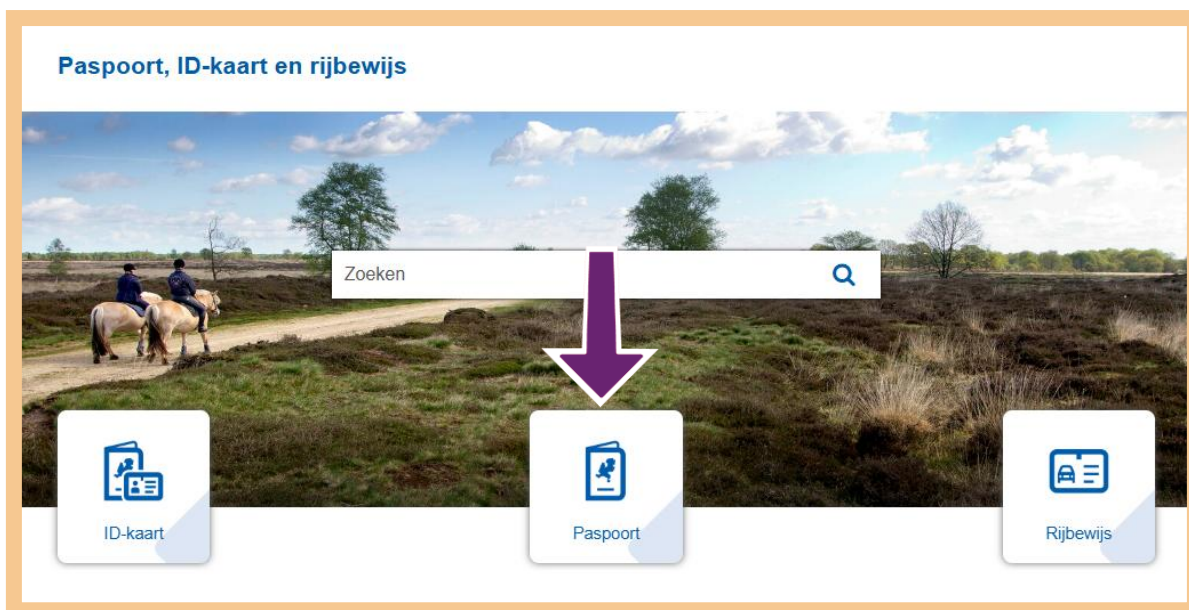 Paspoort, ID-kaart en rijbewijs
Zoeken
ID-kaart
Paspoort
Rijbewijs